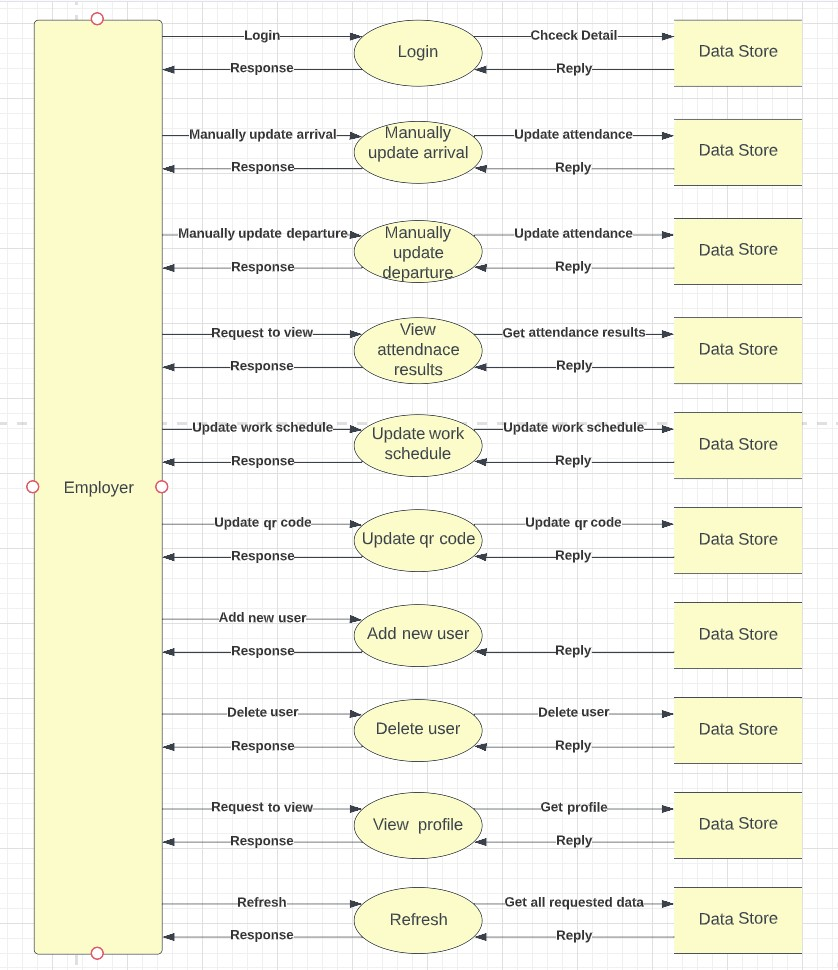 Login
Chceck Detail
Login
Data Store
Response
Reply
Manually update arrival
Manually
update arrival
Update attendance
Data Store
Response
Reply
Manually update departure
Manually
update
departure
Update attendance
Data Store
Response
Reply
Request to view
View
attendnace
results
Get attendance results
Data Store
Response
Reply
Update work schedule
Update work
schedule
Update work schedule
Data Store
Response
Reply
Employer
Update qr code
Update qr code
Update qr code
Data Store
Response
Reply
Add new user
Add new user
Data Store
Response
Reply
Delete user
Delete user
Delete user
Data Store
Response
Reply
Request to view
Get profile
View profile
Data Store
Response
Reply
Refresh
Get all requested data
Refresh
Data Store
Response
Reply